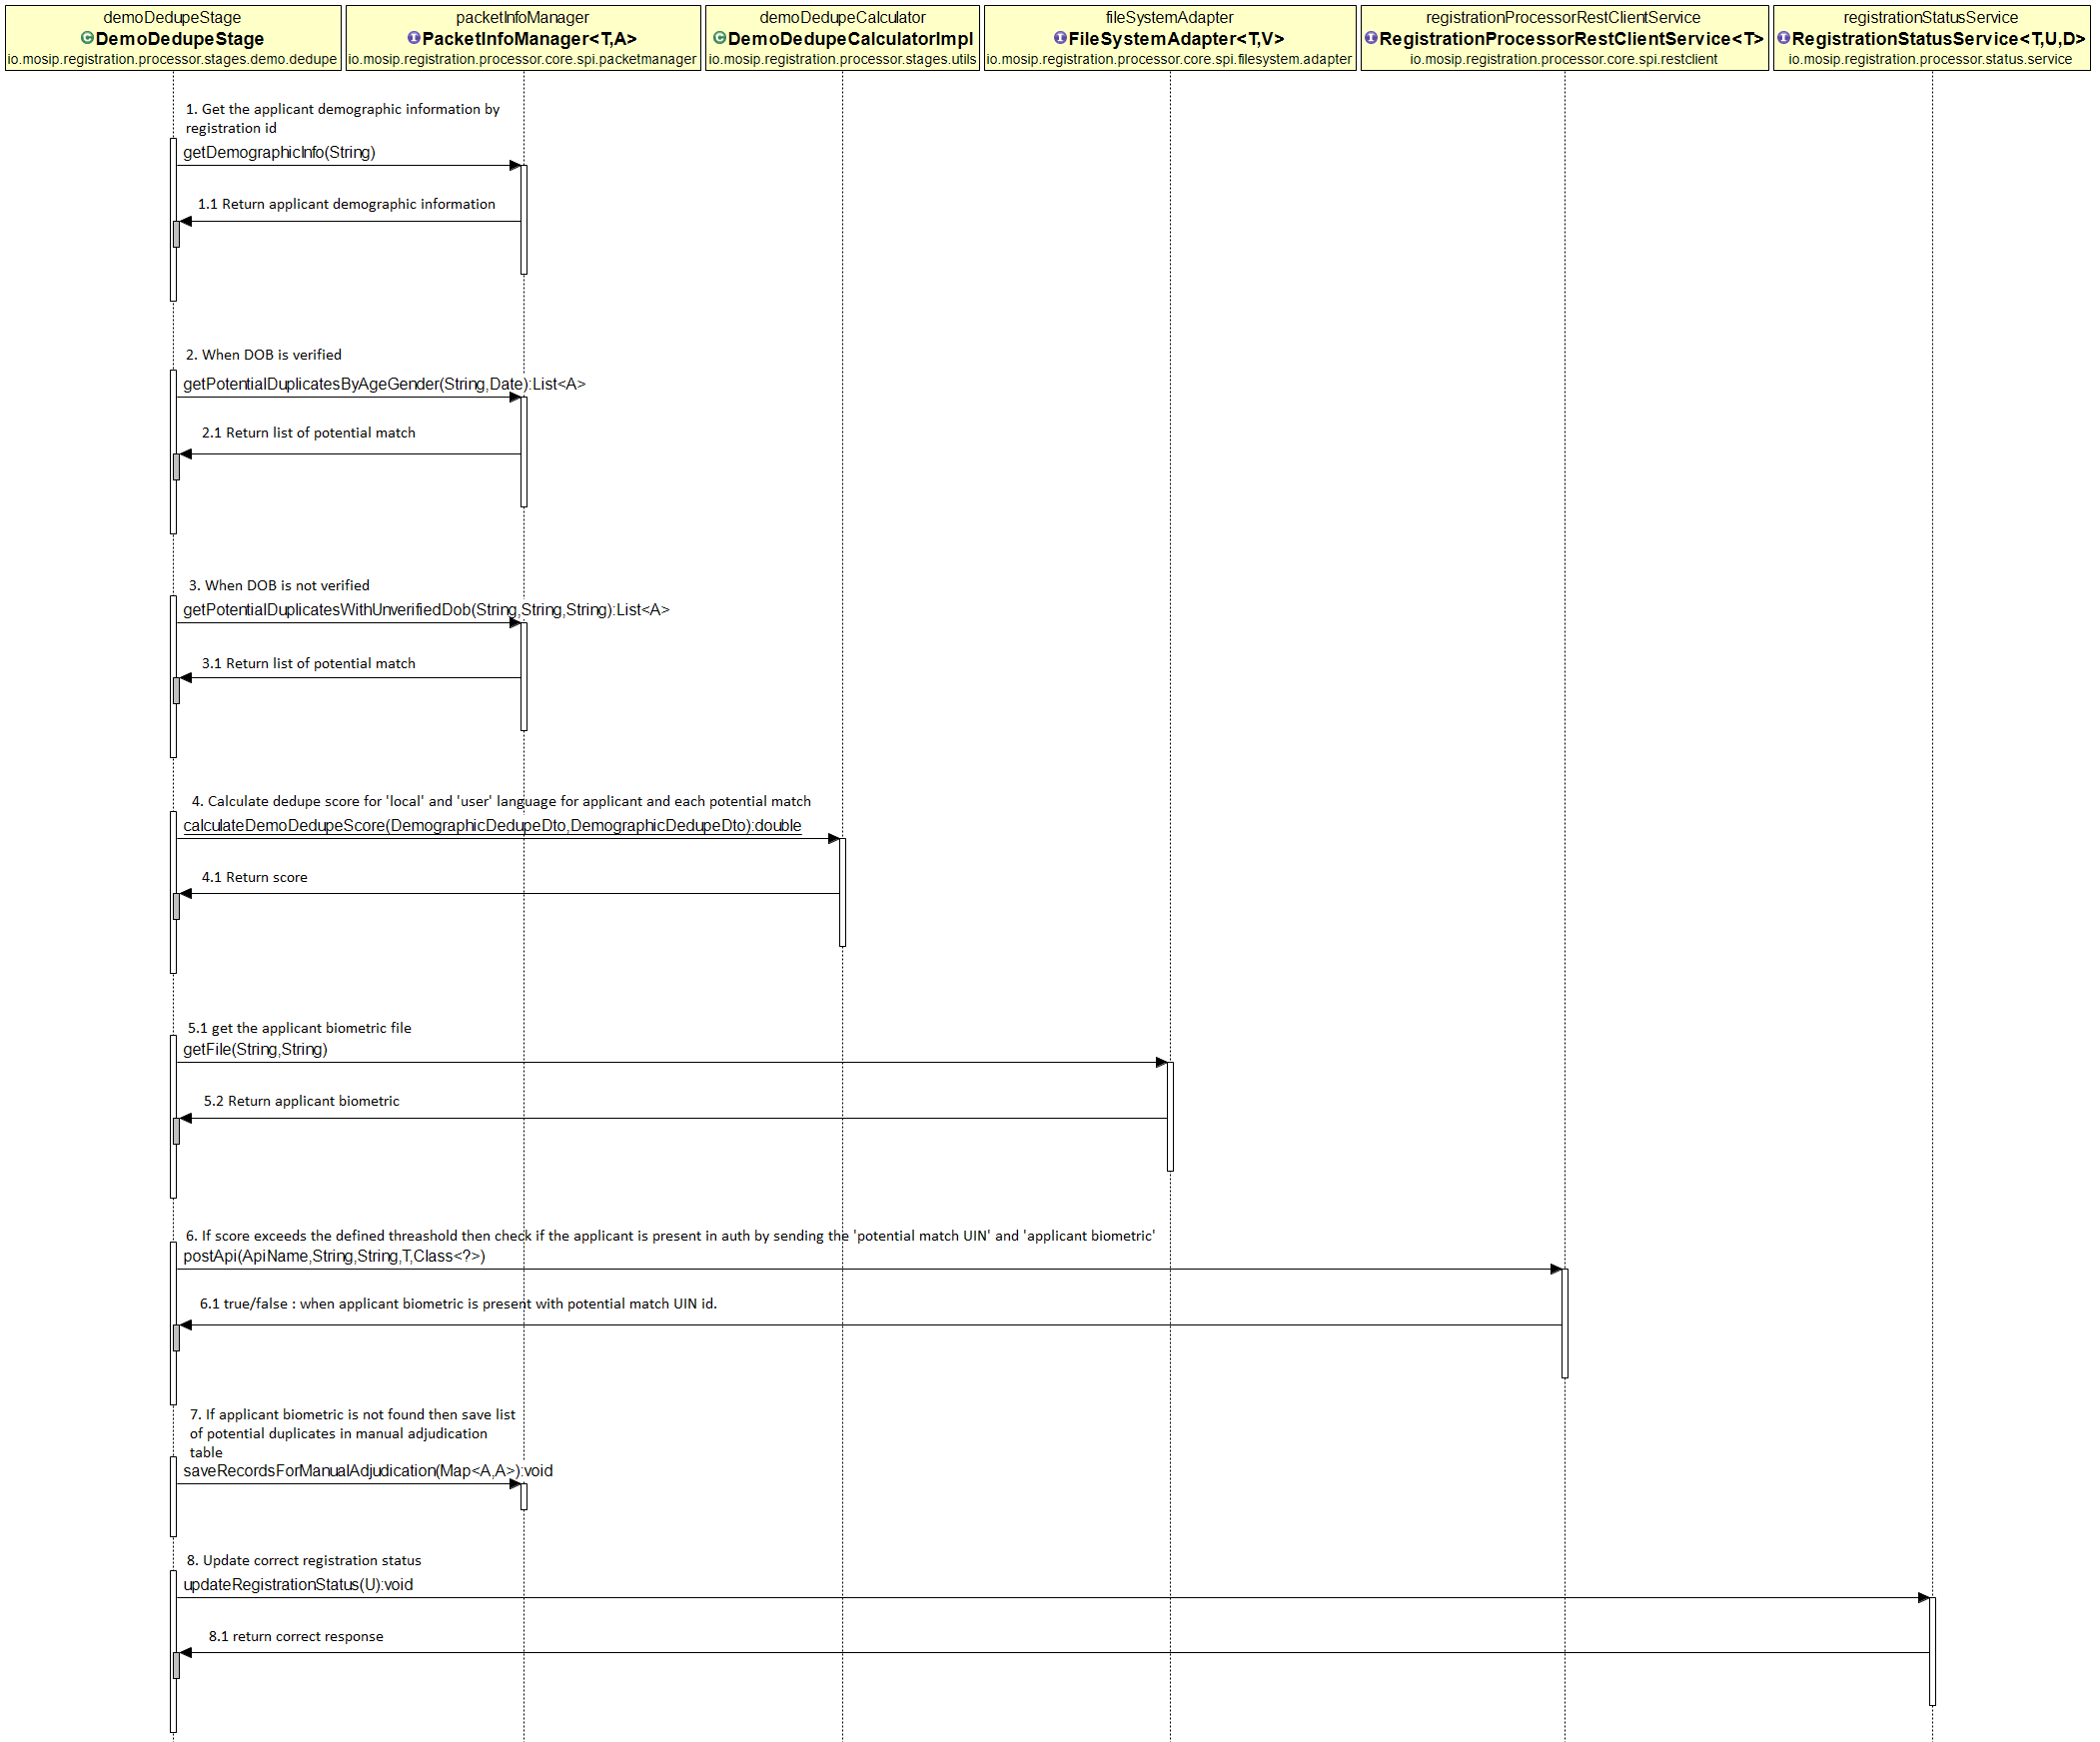 demoDedupeStage
DemoDedupeStage
io.mosip.registration.processor.stages.demo.dedupe
packetInfoManager
PacketInfoManager<T,A>
io.mosip.registration.processor.core.spi.packetmanager
demoDedupeCalculator
DemoDedupeCalculatorImpl
io.mosip.registration.processor.stages.utils
fileSystemAdapter
FileSystemAdapter<T,V>
io.mosip.registration.processor.core.spi.filesystem.adapter
registrationProcessorRestClientService
RegistrationProcessorRestClientService<T>
io.mosip.registration.processor.core.spi.restclient
registrationStatusService
RegistrationStatusService<T,U,D>
io.mosip.registration.processor.status.service
1. Get the applicant demographic information by
registration id
getDemographicInfo(String)
1.1 Return applicant demographic information
2. When DOB is verified
getPotentialDuplicatesByAgeGender(String,Date):List<A>
2.1 Return list of potential match
3. When DOB is not verified
getPotentialDuplicatesWithUnverifiedDob(String,String,String):List<A>
3.1 Return list of potential match
4. Calculate dedupe score for 'local' and 'user' language for applicant and each potential match
calculateDemoDedupeScore(DemographicDedupeDto,DemographicDedupeDto):double
4.1 Return score
5.1 get the applicant biometric file
getFile(String,String)
5.2 Return applicant biometric
6. If score exceeds the defined threashold then check if the applicant is present in auth by sending the 'potential match UIN' and 'applicant biometric'
postApi(ApiName,String,String,T,Class<?>)
6.1 true/false : when applicant biometric is present with potential match UIN id.
7. If applicant biometric is not found then save list
of potential duplicates in manual adjudication
table
saveRecordsForManualAdjudication(Map<A,A>):void
8. Update correct registration status
updateRegistrationStatus(U):void
8.1 return correct response